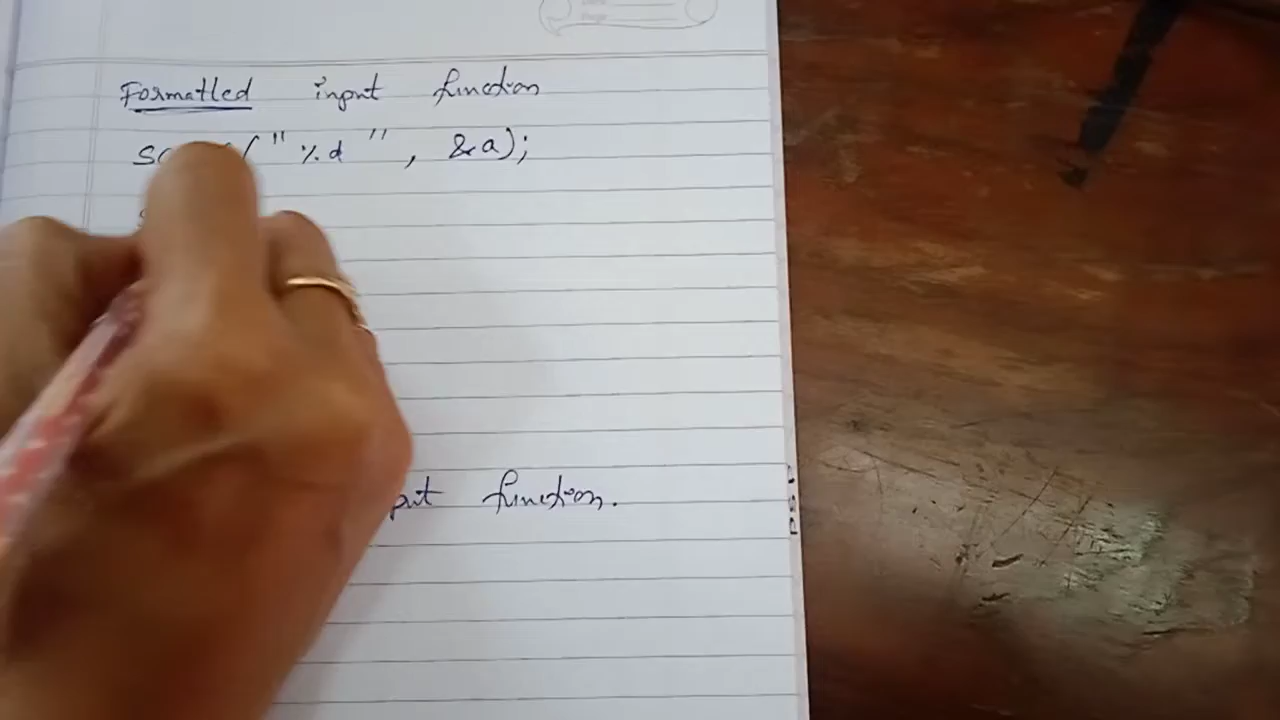 Formatted input function
"%d", &a);
function.